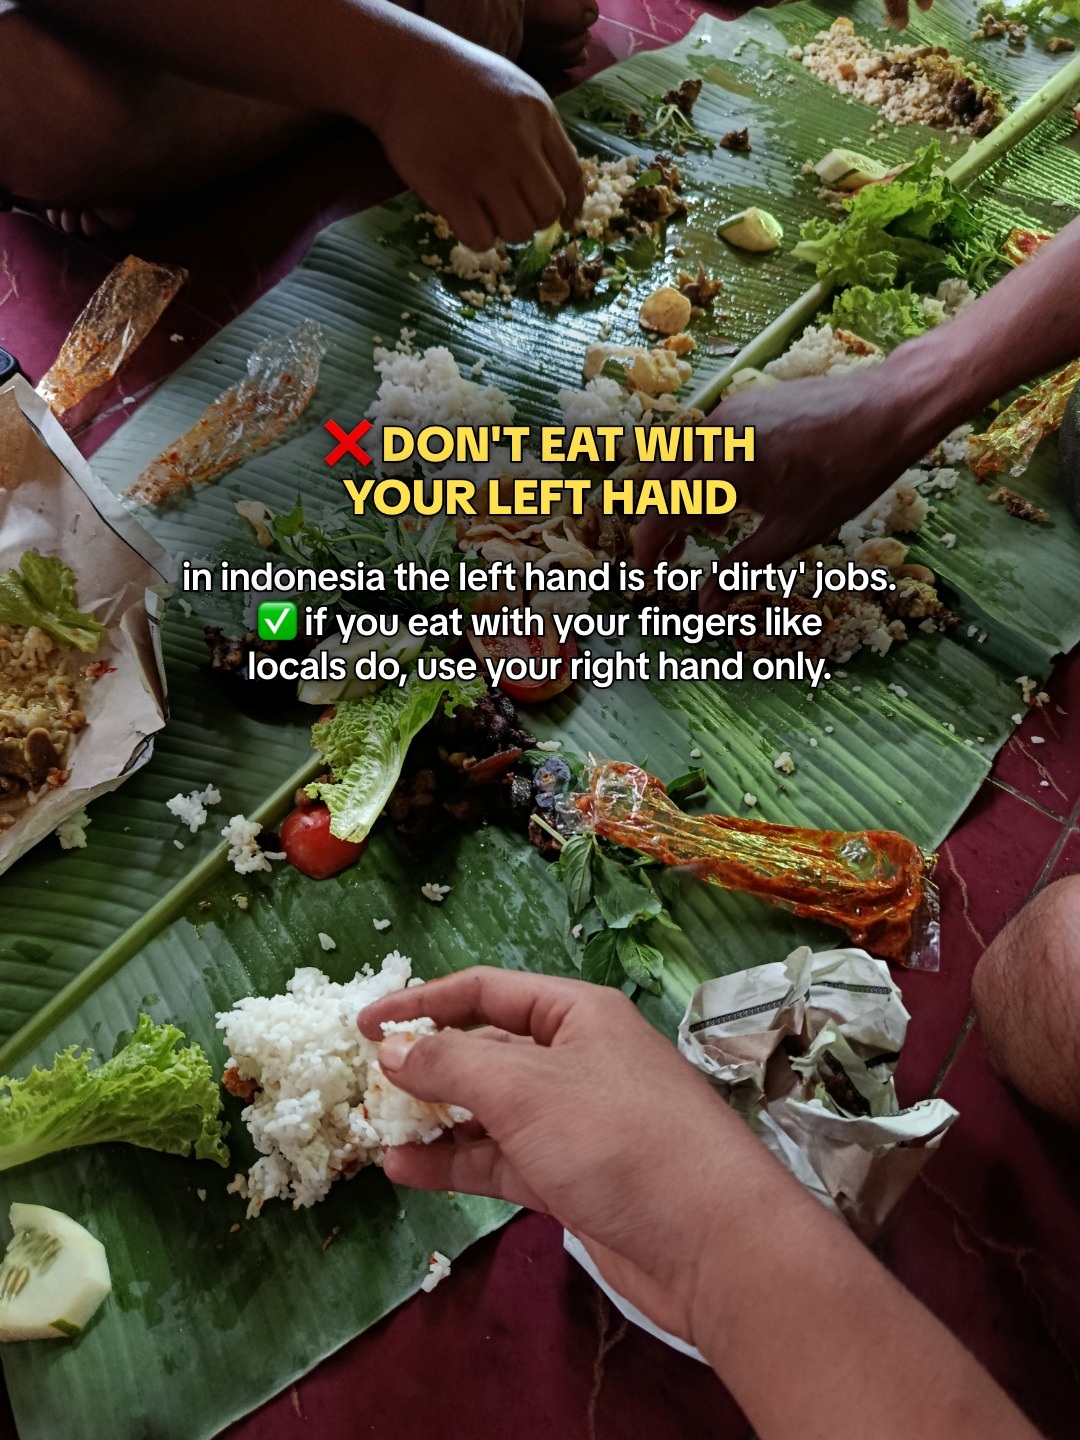 ❌ DON'T EAT WITH
YOUR LEFT HAND
in indonesia the left hand is for 'dirty' jobs.
✅ if you eat with your fingers like
locals do, use your right hand only.